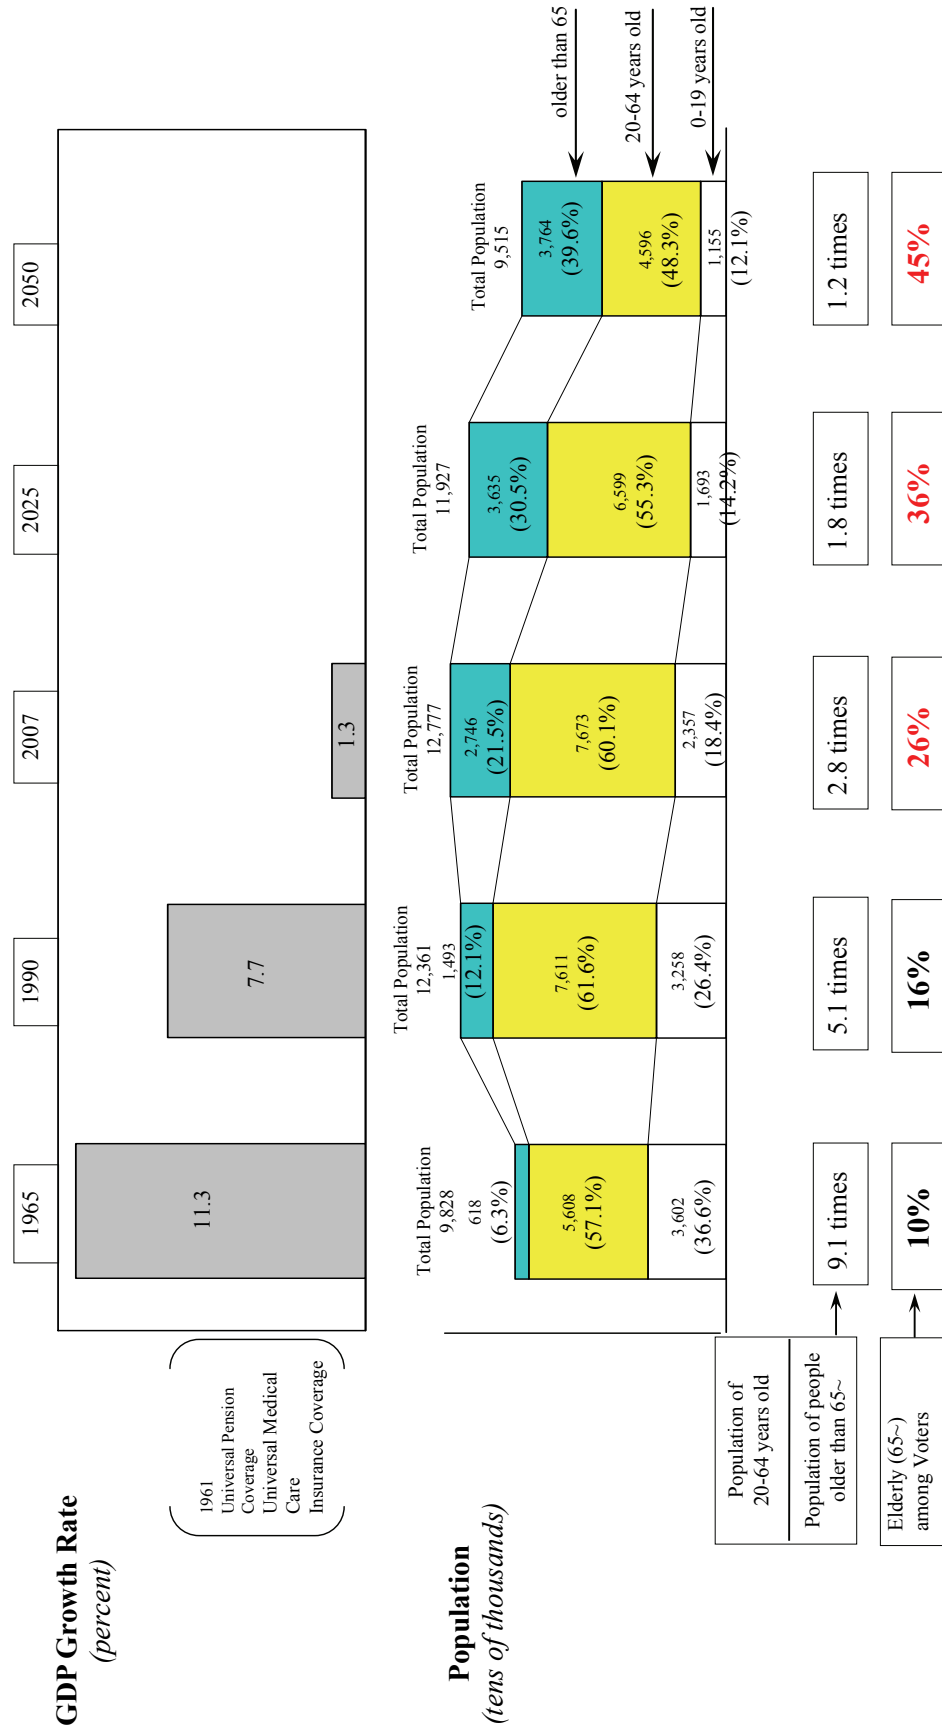 1965
1990
2007
2025
2050
GDP Growth Rate
(percent)
11.3
7.7
1.3
1961
Universal Pension
Coverage
Universal Medical
Care
Insurance Coverage
Population
(tens of thousands)
Total Population
9,828
618
(6.3%)
5,608
(57.1%)
3,602
(36.6%)
Total Population
12,361
1,493
(12.1%)
7,611
(61.6%)
3,258
(26.4%)
Total Population
12,777
2,746
(21.5%)
7,673
(60.1%)
2,357
(18.4%)
Total Population
11,927
3,635
(30.5%)
6,599
(55.3%)
1,693
(14.2%)
Total Population
9,515
3,764
(39.6%)
4,596
(48.3%)
1,155
(12.1%)
older than 65
20-64 years old
0-19 years old
Population of
20-64 years old
Population of people
older than 65~
9.1 times
5.1 times
2.8 times
1.8 times
1.2 times
Elderly (65~)
among Voters
10%
16%
26%
36%
45%